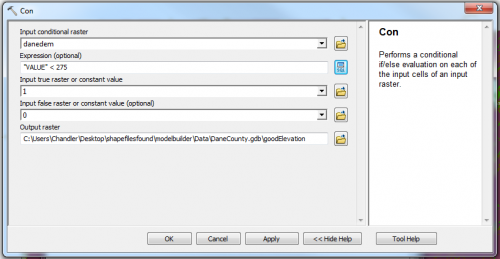 Con
Input conditional raster
danedem
Expression (optional)
"VALUE" < 275
Input true raster or constant value
1
Input false raster or constant value (optional)
0
Output raster
C:\Users\Chandler\Desktop\shapefilesfound\modelbuilder\Data\DaneCounty.gdb\goodElevation
Con
Performs a conditional
if/else evaluation on each of
the input cells of an input
raster.
OK
Cancel
Apply
<< Hide Help
Tool Help